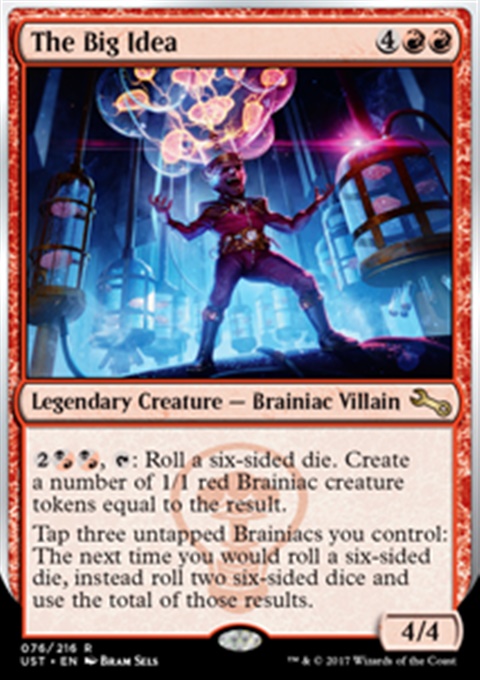 The Big Idea 4
Legendary Creature — Brainiac Villain
2, : Roll a six-sided die. Create
a number of 1/1 red Brainiac creature
tokens equal to the result.
Tap three untapped Brainiacs you control:
The next time you would roll a six-sided
die, instead roll two six-sided dice and
use the total of those results.
4/4
076/216 R
UST • EN Bram Sels
™ & © 2017 Wizards of the Coast